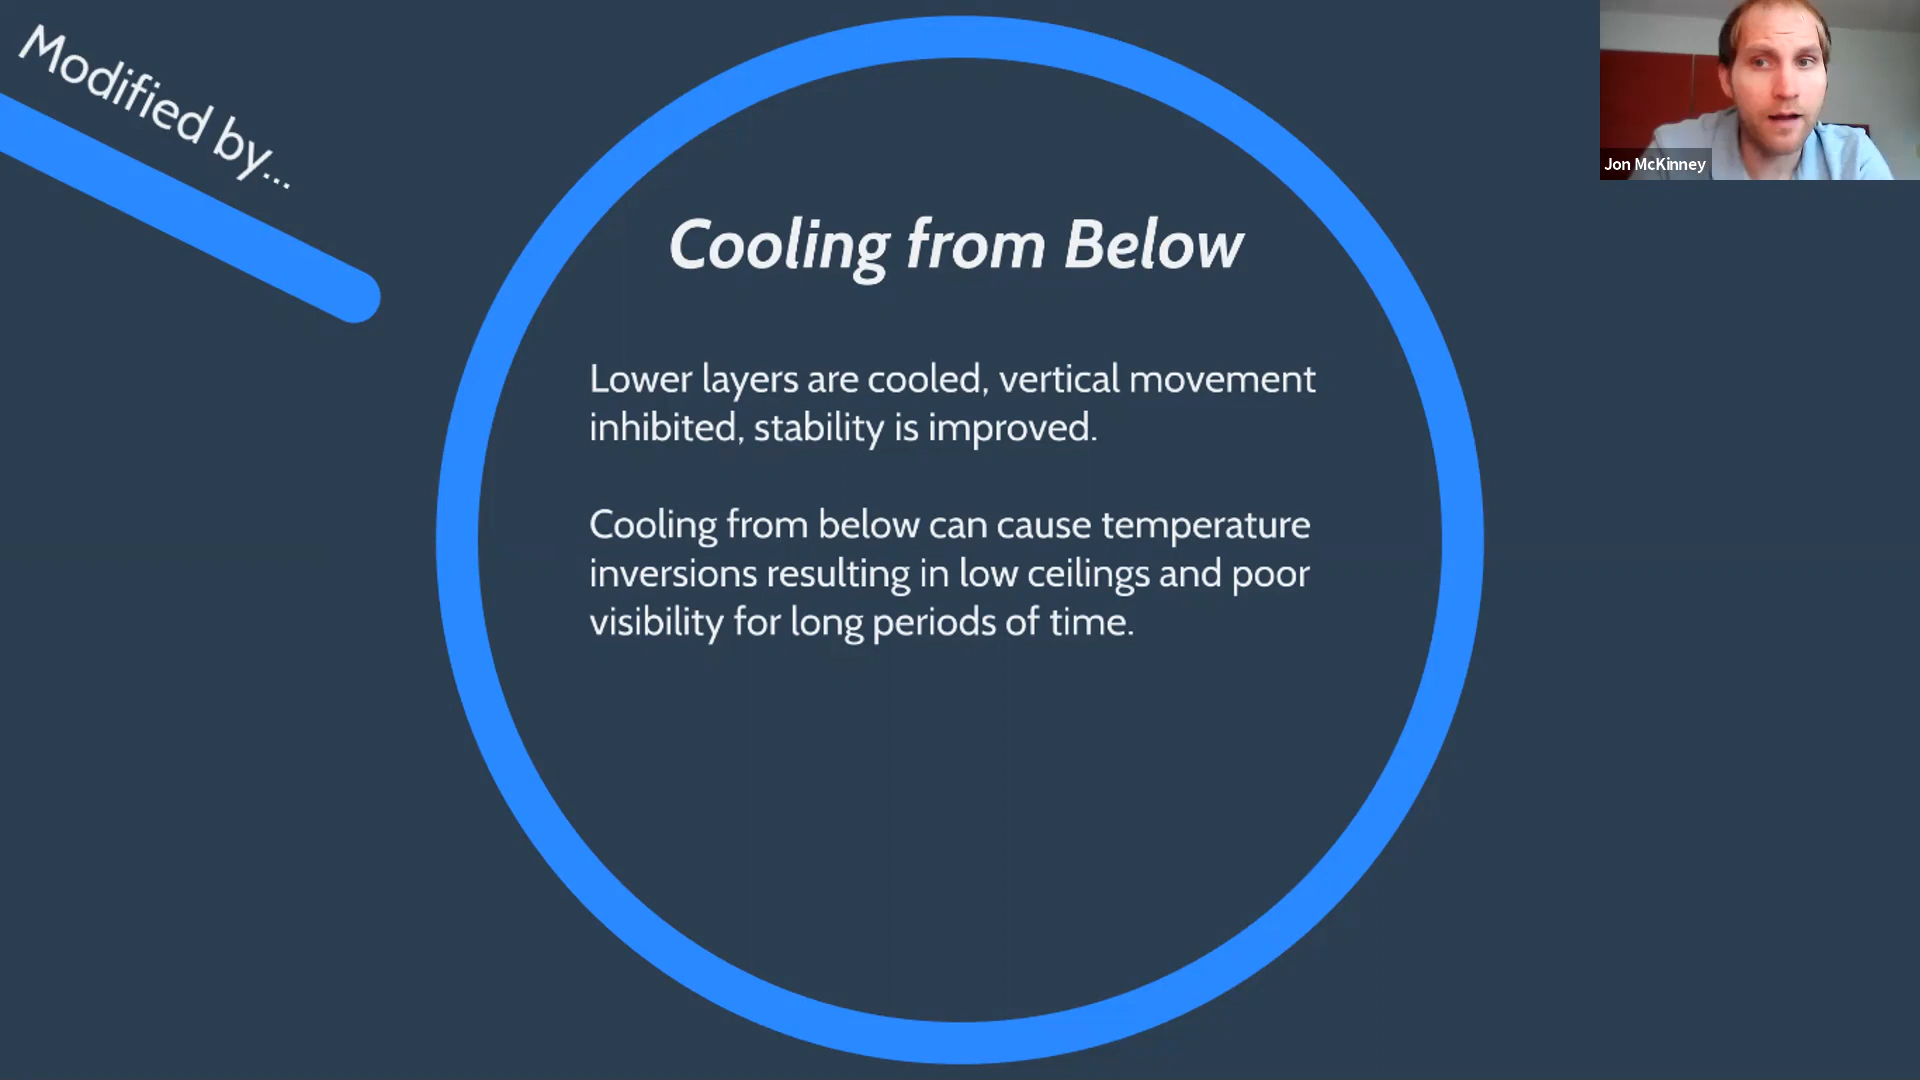 Modified by...
Jon McKinney
Cooling from Below
Lower layers are cooled, vertical movement
inhibited, stability is improved.
Cooling from below can cause temperature
inversions resulting in low ceilings and poor
visibility for long periods of time.